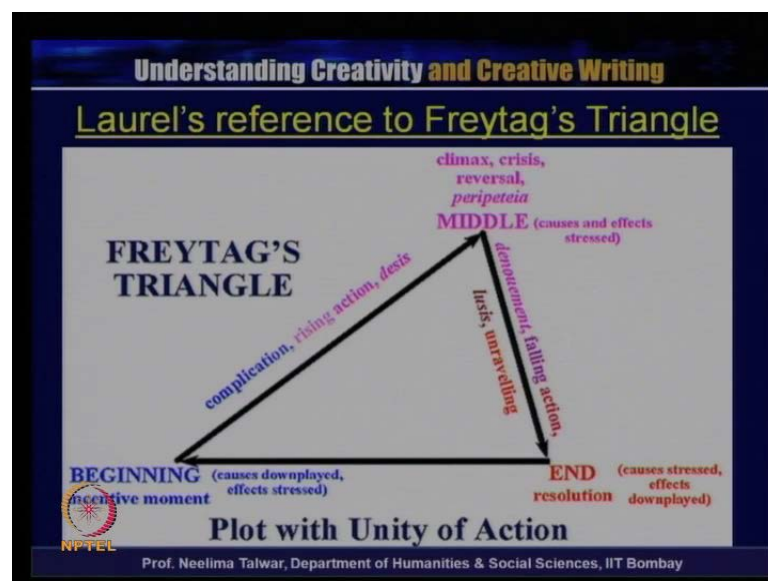 Understanding Creativity and Creative Writing
Laurel's reference to Freytag's Triangle
climax, crisis,
reversal,
peripeteia
MIDDLE (causes and effects
stressed)
FREYTAG'S
TRIANGLE
complication, rising action, desis
denouement, falling action,
lusis, unravelling
BEGINNING (causes downplayed,
effects stressed)
incentive moment
END (causes stressed,
effects
downplayed)
resolution
Plot with Unity of Action
NPTEL
Prof. Neelima Talwar, Department of Humanities & Social Sciences, IIT Bombay